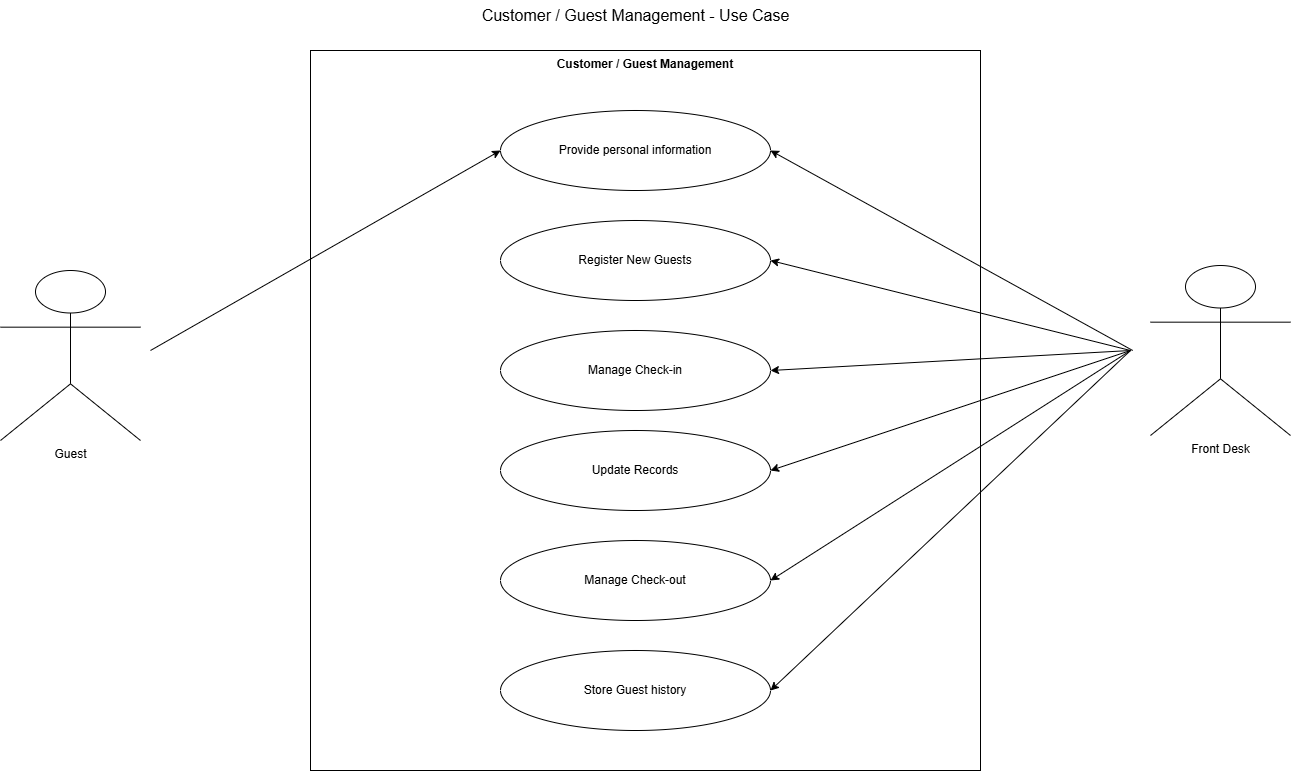 Customer / Guest Management - Use Case
Customer / Guest Management
Provide personal information
Register New Guests
Manage Check-in
Update Records
Guest
Front Desk
Manage Check-out
Store Guest history